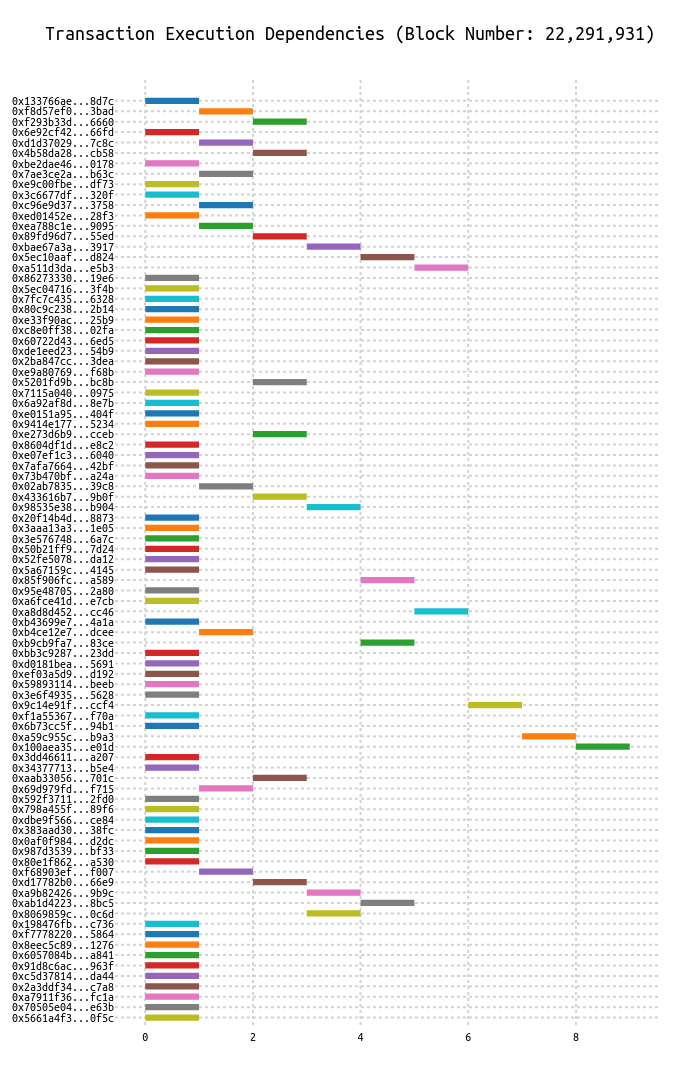 Transaction Execution Dependencies (Block Number: 22,291,931)
0x133766ae...8d7c
0xf8d57ef0...3bad
0xf293b33d...6660
0x6e92cf42...66fd
0xd1d37029...7c8c
0x4b58da28...cb58
0xbe2dae46...0178
0x7ae3ce2a...b63c
0xe9c00fbe...df73
0x3c6677df...320f
0xc96e9d37...3758
0xed01452e...28f3
0xea788c1e...9095
0x89fd96d7...55ed
0xbae67a3a...3917
0x5ec10aaf...d824
0xa511d3da...e5b3
0x86273330...19e6
0x5ec04716...3f4b
0x7fc7c435...6328
0x80c9c238...2b14
0xe33f90ac...25b9
0xc8e0ff38...02fa
0x60722d43...6ed5
0xde1eed23...54b9
0x2ba847cc...3dea
0xe9a80769...f68b
0x5201fd9b...bc8b
0x7115a040...0975
0x6a92af8d...8e7b
0xe0151a95...404f
0x9414e177...5234
0xe273d6b9...cceb
0x8604df1d...e8c2
0xe07ef1c3...6040
0x7afa7664...42bf
0x73b470bf...a24a
0x02ab7835...39c8
0x433616b7...9b0f
0x98535e38...b904
0x20f14b4d...8873
0x3aaa13a3...1e05
0x3e576748...6a7c
0x50b21ff9...7d24
0x52fe5078...da12
0x5a67159c...4145
0x85f906fc...a589
0x95e48705...2a80
0xa6fce41d...e7cb
0xa8d8d452...cc46
0xb43699e7...4a1a
0xb4ce12e7...dcee
0xb9cb9fa7...83ce
0xbb3c9287...23dd
0xd0181bea...5691
0xef03a5d9...d192
0x59893114...beeb
0x3e6f4935...5628
0x9c14e91f...ccf4
0xf1a55367...f70a
0x6b73cc5f...94b1
0xa59c955c...b9a3
0x100aea35...e01d
0x3dd46611...a207
0x34377713...b5e4
0xaab33056...701c
0x69d979fd...f715
0x592f3711...2fd0
0x798a455f...89f6
0xdbe9f566...ce84
0x383aad30...38fc
0x0af0f984...d2dc
0x987d3539...bf33
0x80e1f862...a530
0xf68903ef...f007
0xd17782b0...66e9
0xa9b82426...9b9c
0xab1d4223...8bc5
0x8069859c...0c6d
0x198476fb...c736
0xf7778220...5864
0x8eec5c89...1276
0x6057084b...a841
0x91d8c6ac...963f
0xc5d37814...da44
0x2a3ddf34...c7a8
0xa7911f36...fc1a
0x70505e04...e63b
0x5661a4f3...0f5c
0 2 4 6 8